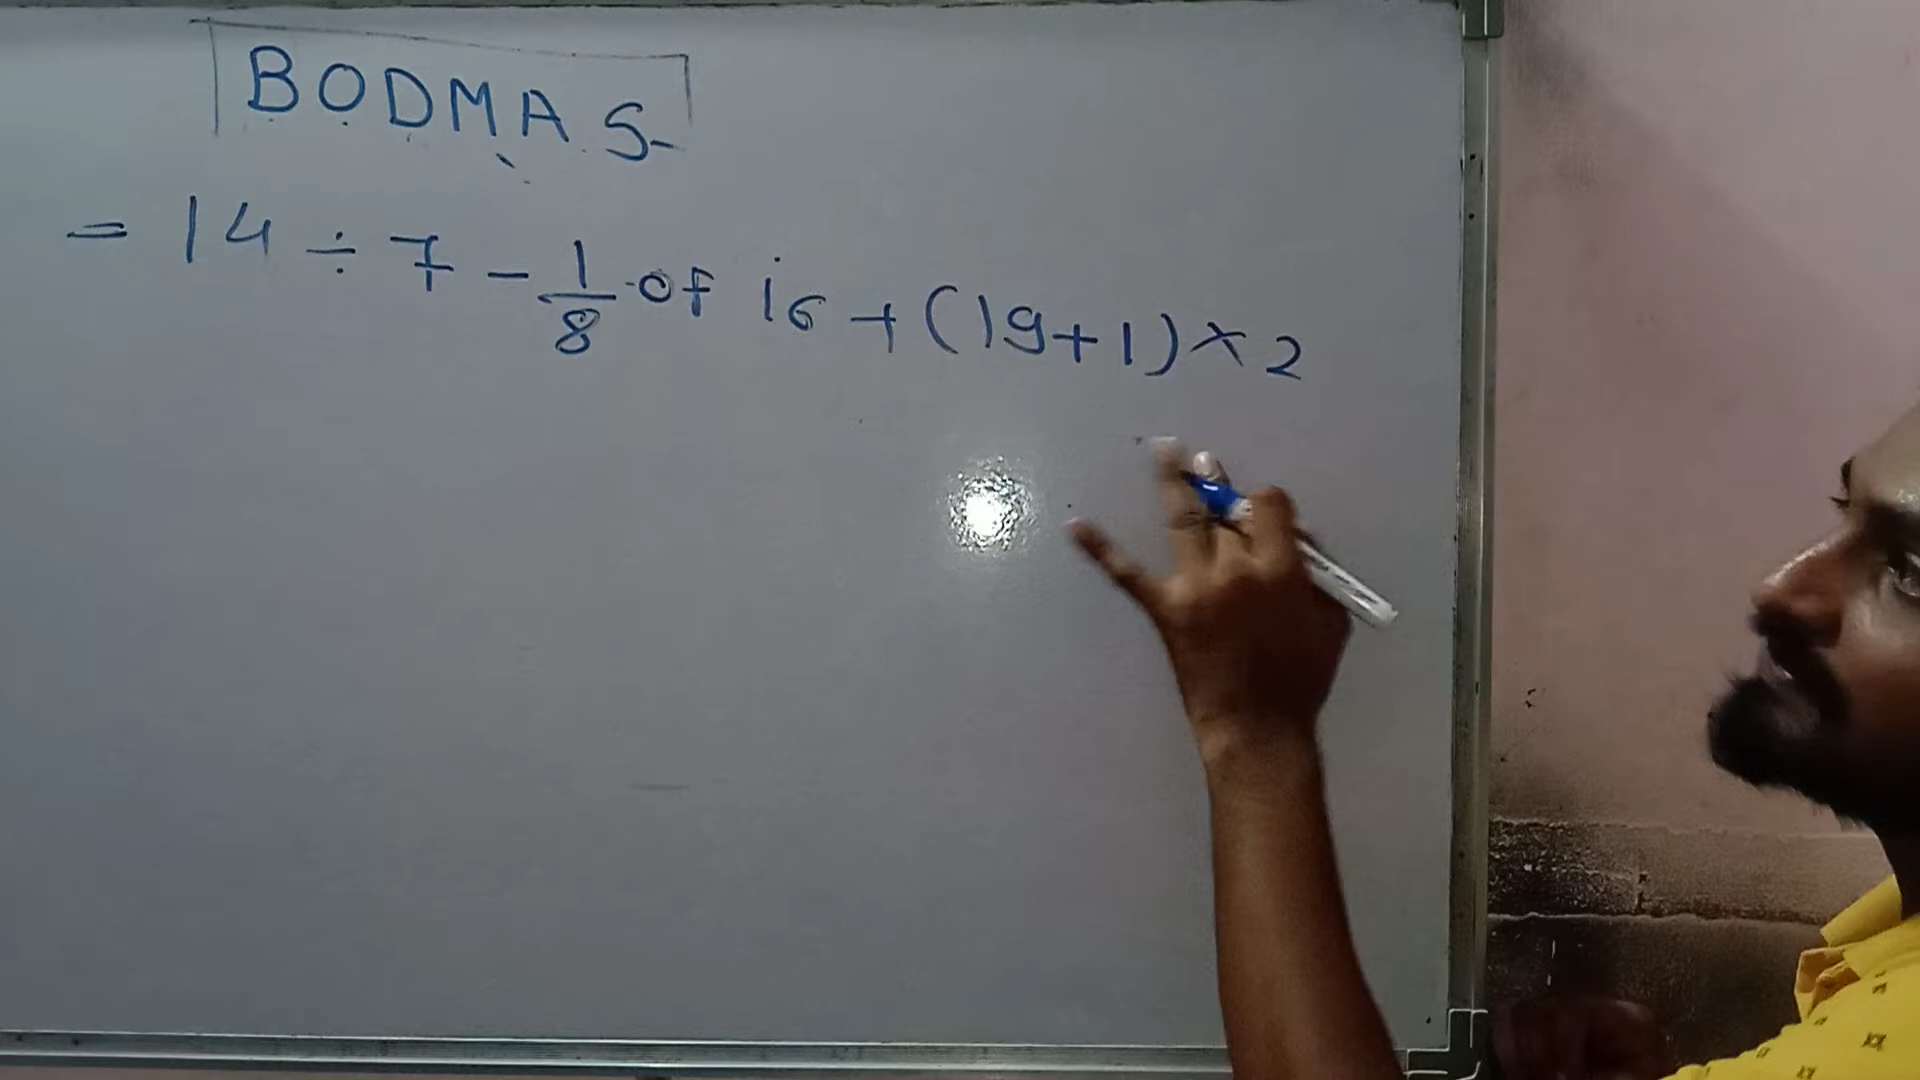 BODMAS
= 14 ÷ 7 - 1/8 of 16 + (19+1) × 2